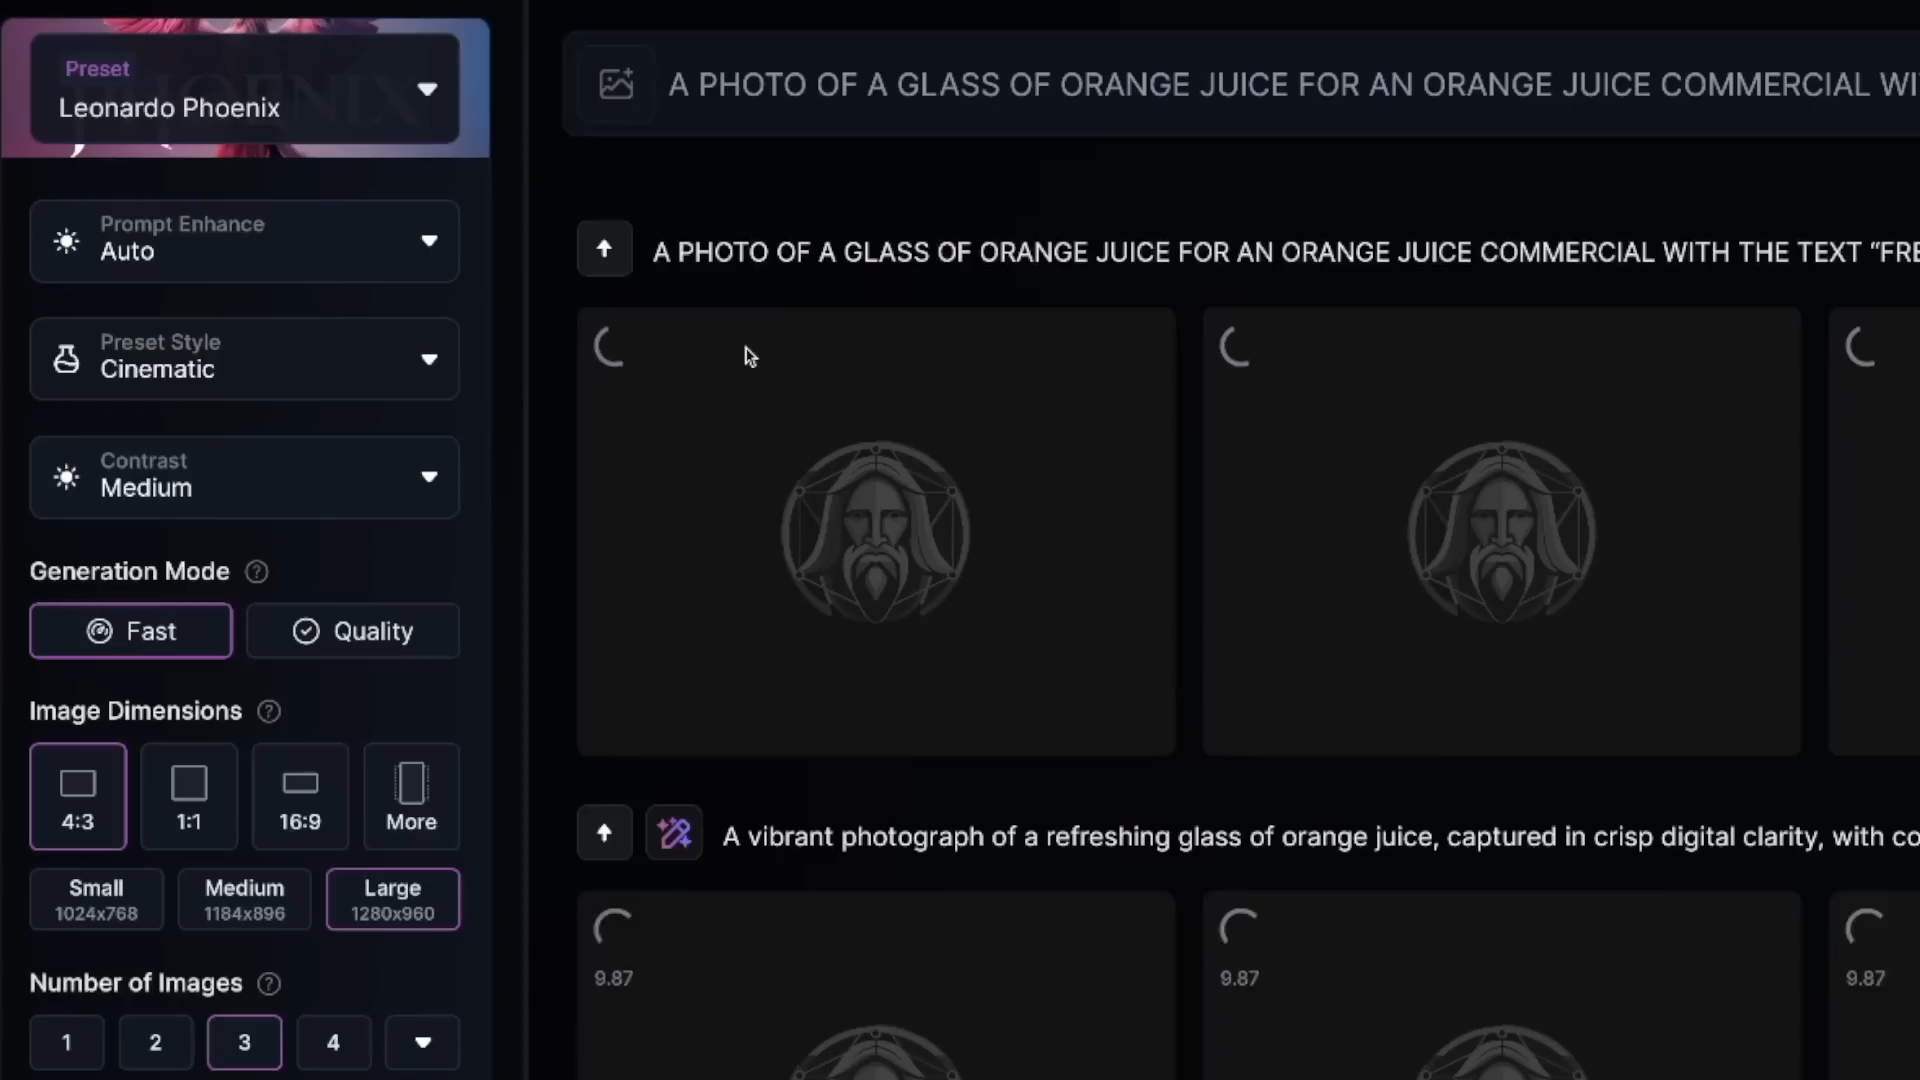 Preset
Leonardo Phoenix
Prompt Enhance
Auto
Preset Style
Cinematic
Contrast
Medium
Generation Mode
Fast
Quality
Image Dimensions
4:3
1:1
16:9
More
Small
1024x768
Medium
1184x896
Large
1280x960
Number of Images
1
2
3
4
A PHOTO OF A GLASS OF ORANGE JUICE FOR AN ORANGE JUICE COMMERCIAL WI
A PHOTO OF A GLASS OF ORANGE JUICE FOR AN ORANGE JUICE COMMERCIAL WITH THE TEXT “FRE
A vibrant photograph of a refreshing glass of orange juice, captured in crisp digital clarity, with co
9.87
9.87
9.87